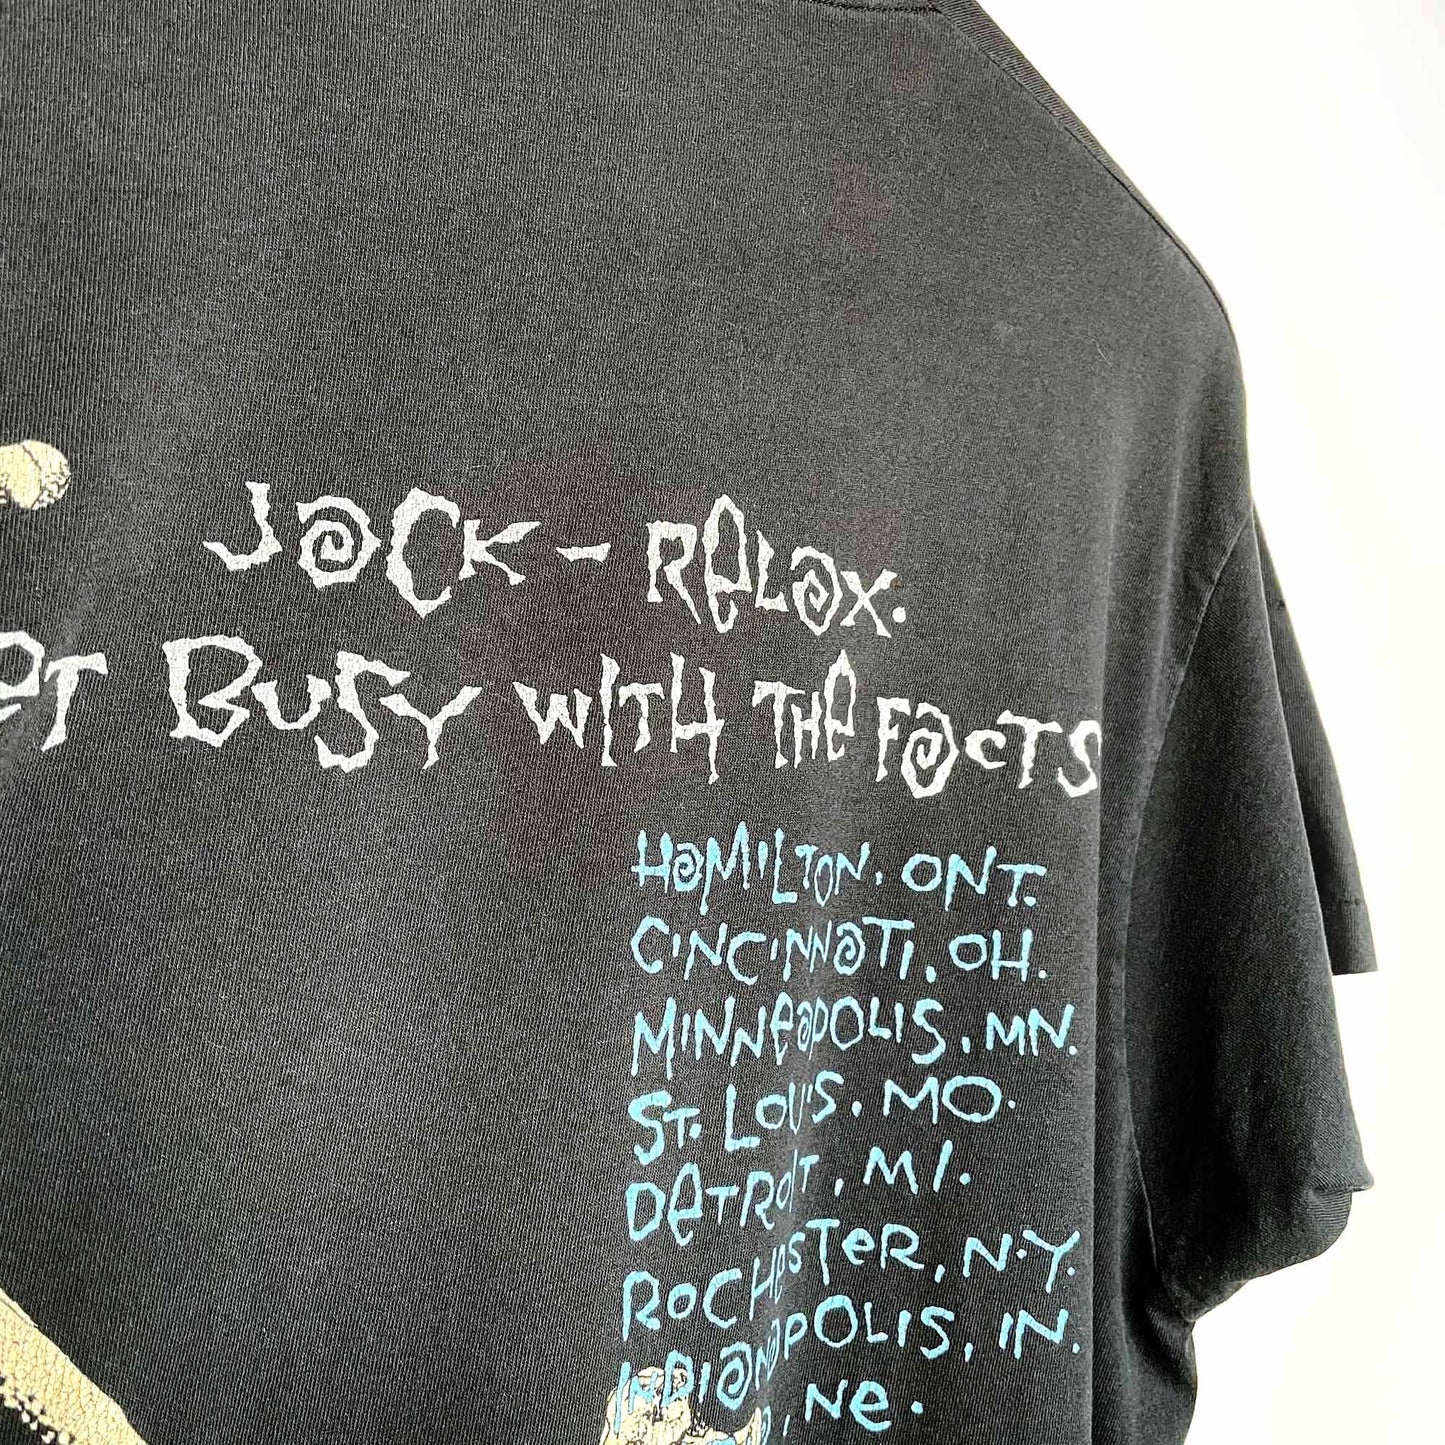 JaCK - ReLaX.
BUSY WITH THE FaCTS
HaMILTON, ONT.
CINCINNaTI, OH.
MINNeaPOLIS, MN.
ST. LOUIS, MO.
DeTROIT, MI.
ROCHeSTeR, N.Y.
INDIaNaPOLIS, IN.
, Ne.